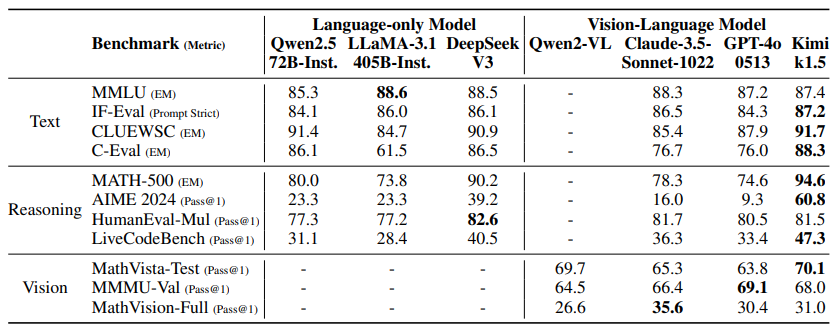 Language-only Model Vision-Language Model
Benchmark (Metric) Qwen2.5 LLaMA-3.1 DeepSeek Qwen2-VL Claude-3.5- GPT-4o Kimi
72B-Inst. 405B-Inst. V3 Sonnet-1022 0513 k1.5
MMLU (EM) 85.3 88.6 88.5 - 88.3 87.2 87.4
IF-Eval (Prompt Strict) 84.1 86.0 86.1 - 86.5 84.3 87.2
Text
CLUEWSC (EM) 91.4 84.7 90.9 - 85.4 87.9 91.7
C-Eval (EM) 86.1 61.5 86.5 - 76.7 76.0 88.3
MATH-500 (EM) 80.0 73.8 90.2 - 78.3 74.6 94.6
AIME 2024 (Pass@1) 23.3 23.3 39.2 - 16.0 9.3 60.8
Reasoning
HumanEval-Mul (Pass@1) 77.3 77.2 82.6 - 81.7 80.5 81.5
LiveCodeBench (Pass@1) 31.1 28.4 40.5 - 36.3 33.4 47.3
MathVista-Test (Pass@1) - - - 69.7 65.3 63.8 70.1
Vision MMMU-Val (Pass@1) - - - 64.5 66.4 69.1 68.0
MathVision-Full (Pass@1) - - - 26.6 35.6 30.4 31.0